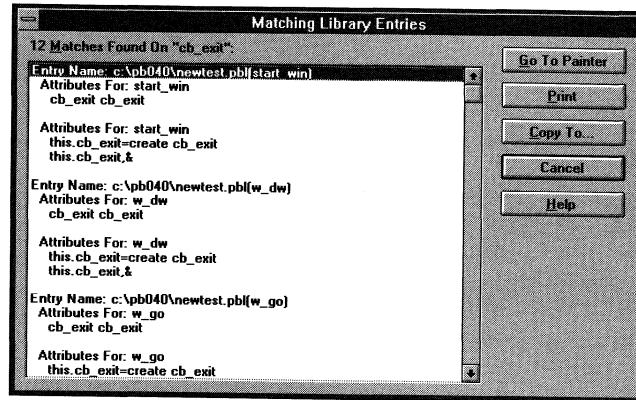 Matching Library Entries
12 Matches Found On "cb_exit":
Entry Name: c:\pb040\newtest.pbl(start_win)
Attributes For: start_win
cb_exit cb_exit
Attributes For: start_win
this.cb_exit=create cb_exit
this.cb_exit,&
Entry Name: c:\pb040\newtest.pbl(w_dw)
Attributes For: w_dw
cb_exit cb_exit
Attributes For: w_dw
this.cb_exit=create cb_exit
this.cb_exit,&
Entry Name: c:\pb040\newtest.pbl(w_go)
Attributes For: w_go
cb_exit cb_exit
Attributes For: w_go
this.cb_exit=create cb_exit
Go To Painter
Print
Copy To...
Cancel
Help